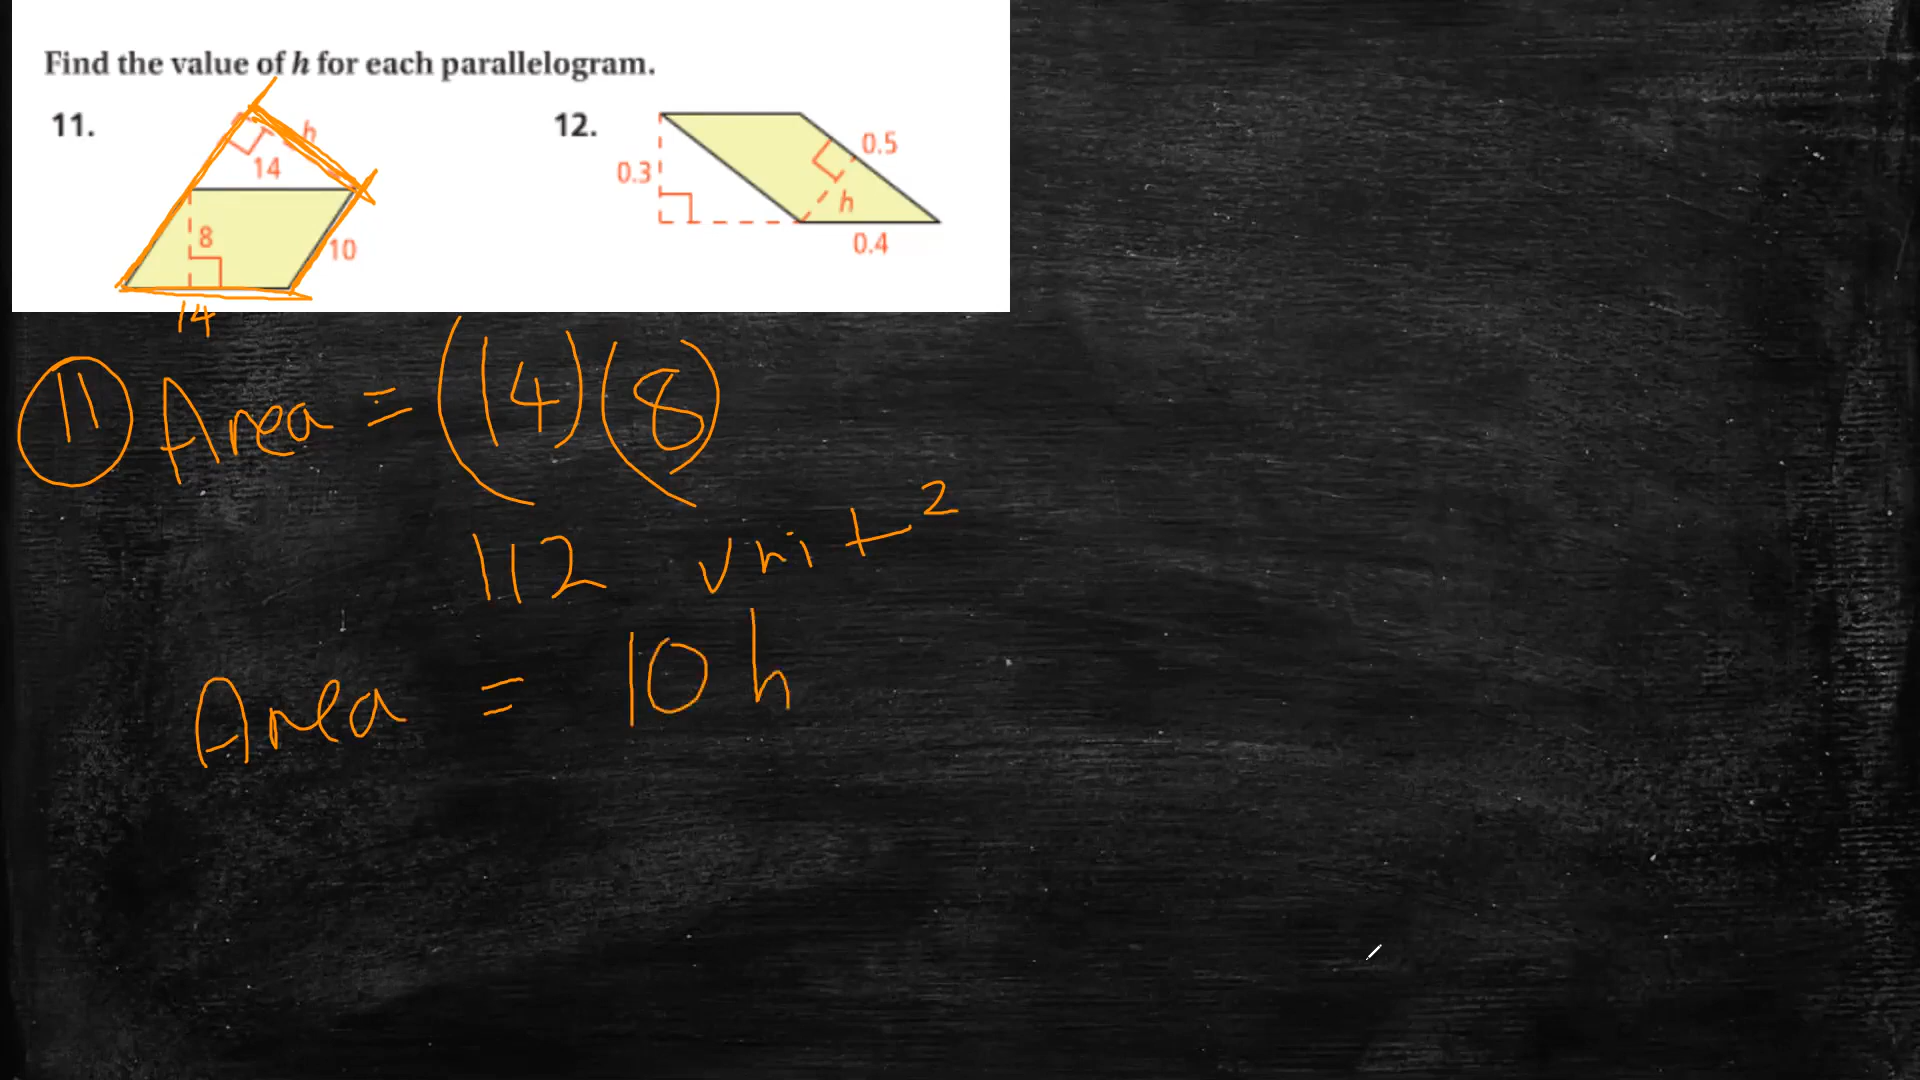 Find the value of h for each parallelogram.
11.
h
14
8
10
14
12.
0.5
0.3
h
0.4
11 Area = (14)(8)
112 unit²
Area = 10h